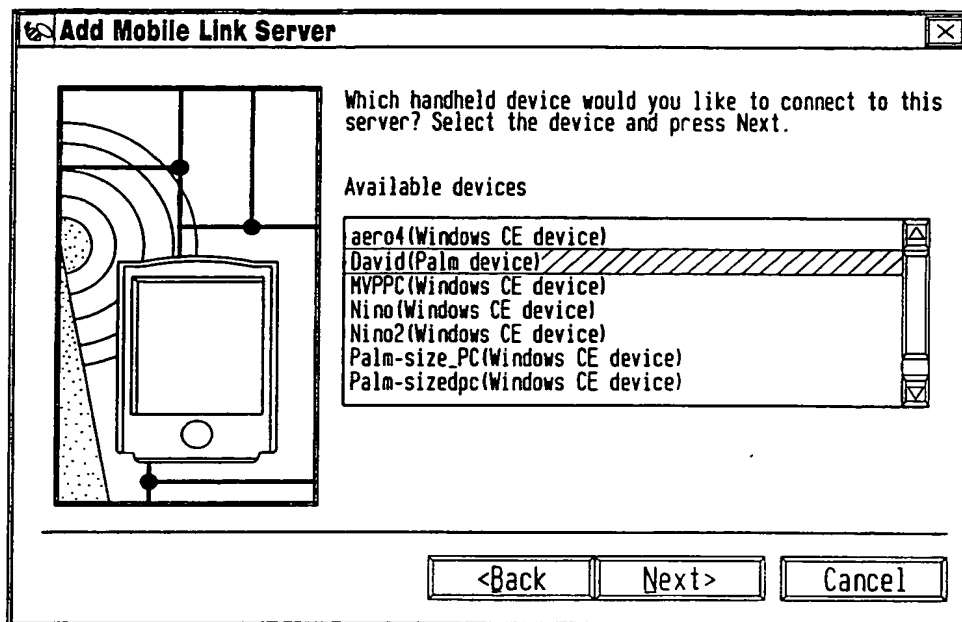 Add Mobile Link Server
Which handheld device would you like to connect to this
server? Select the device and press Next.
Available devices
aero4(Windows CE device)
David(Palm device)
MVPPC(Windows CE device)
Nino(Windows CE device)
Nino2(Windows CE device)
Palm-size_PC(Windows CE device)
Palm-sizedpc(Windows CE device)
<Back
Next>
Cancel